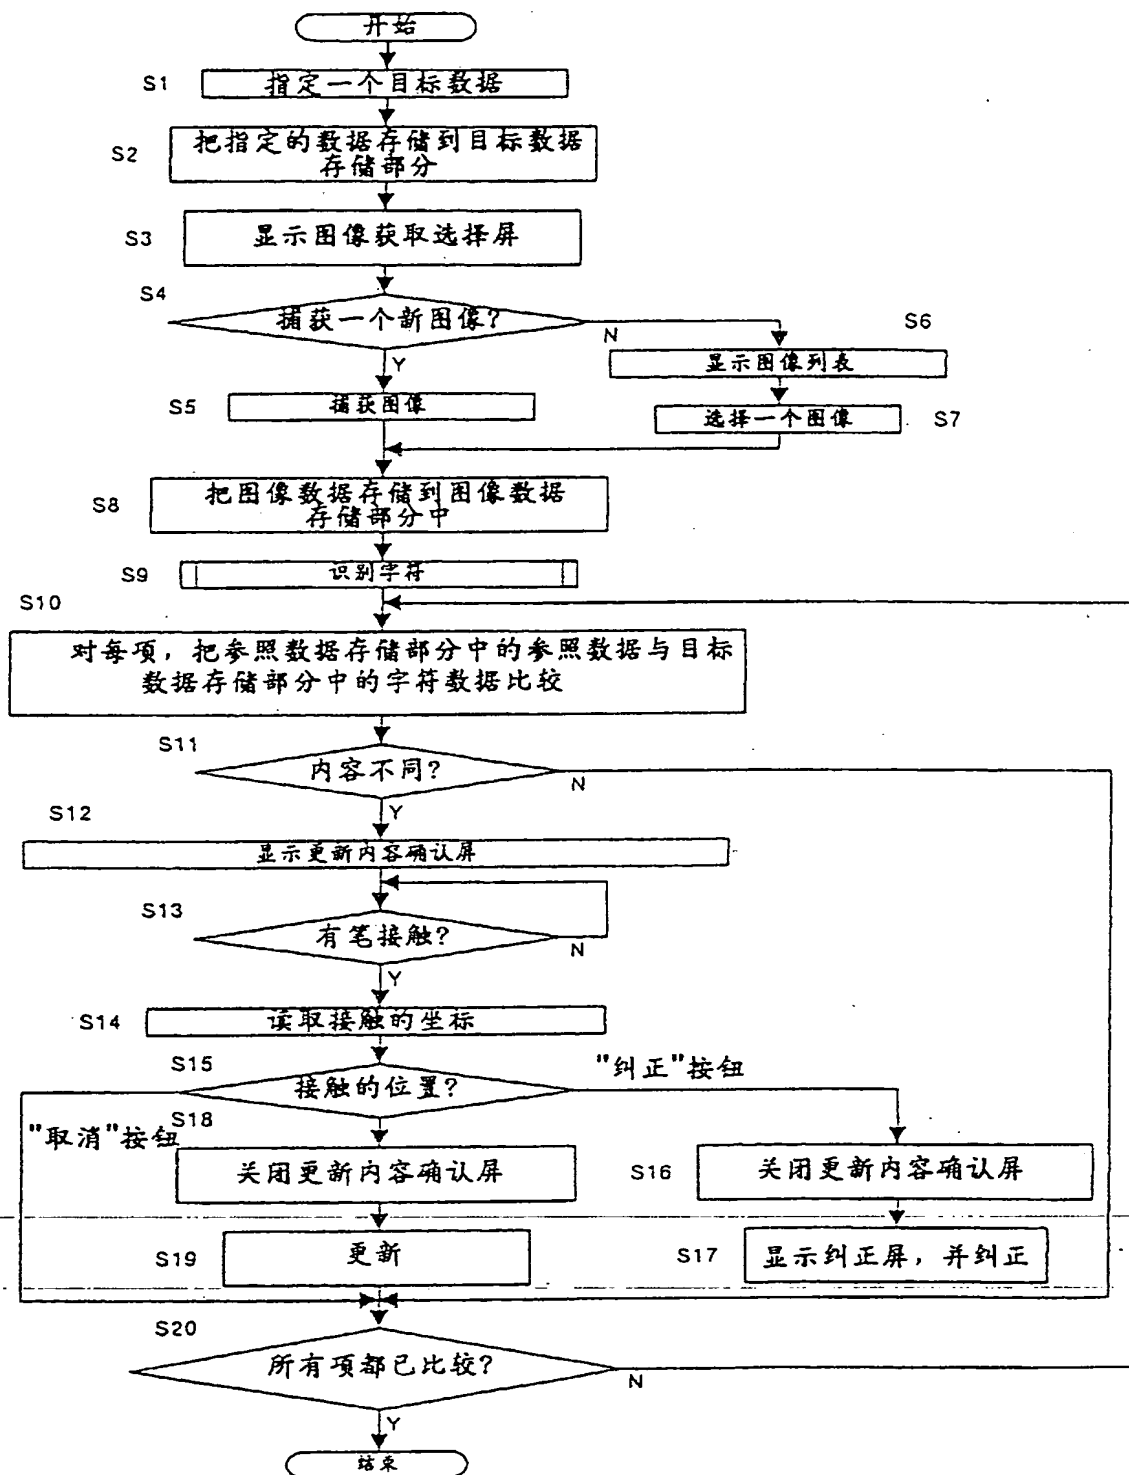 开始
S1
指定一个目标数据
S2
把指定的数据存储到目标数据
存储部分
S3
显示图像获取选择屏
S4
捕获一个新图像?
N
S6
Y
显示图像列表
S5
捕获图像
选择一个图像
S7
S8
把图像数据存储到图像数据
存储部分中
S9
识别字符
S10
对每项，把参照数据存储部分中的参照数据与目标
数据存储部分中的字符数据比较
S11
内容不同?
N
Y
S12
显示更新内容确认屏
S13
有笔接触?
N
Y
S14
读取接触的坐标
S15
接触的位置?
"纠正"按钮
"取消"按钮
S18
关闭更新内容确认屏
S16
关闭更新内容确认屏
S19
更新
S17
显示纠正屏，并纠正
S20
所有项都已比较?
N
Y
结束